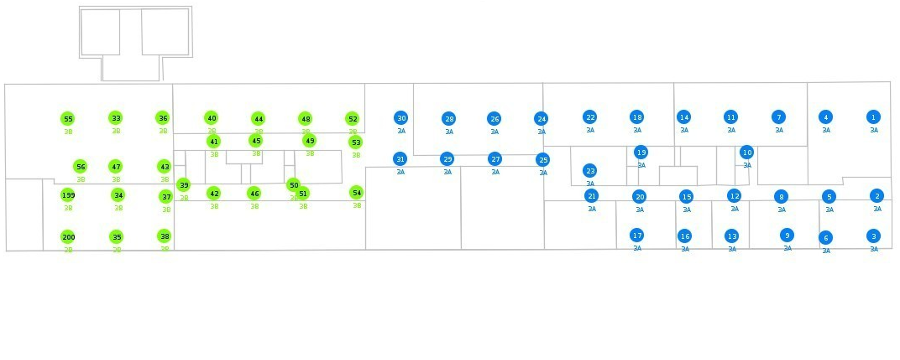 55 33 36 40 44 48 52 30 28 26 24 22 18 14 11 7 4 1
3B 3B 3B 3B 3B 3B 3B 3A 3A 3A 3A 3A 3A 3A 3A 3A 3A 3A
41 45 49 53 19 10
3B 3B 3B 3B 3A 3A
56 47 43 31 29 27 25 23
3B 3B 3B 3A 3A 3A 3A 3A
39 50
3B 3B
199 34 37 42 46 51 54 21 20 15 12 8 5 2
3B 3B 3B 3B 3B 3B 3B 3A 3A 3A 3A 3A 3A 3A
200 35 38 17 16 13 9 6 3
3B 3B 3B 3A 3A 3A 3A 3A 3A